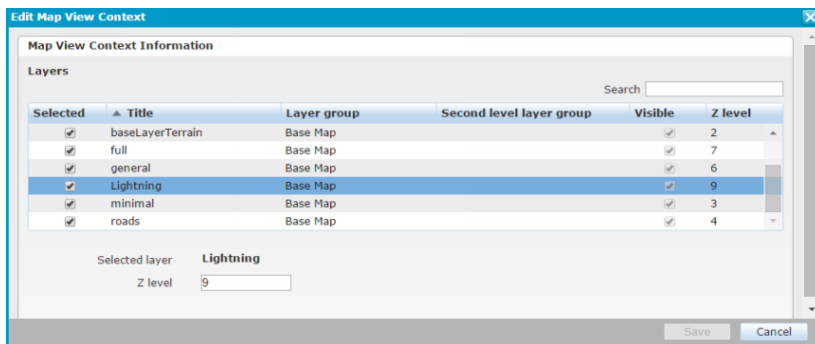 Edit Map View Context
Map View Context Information
Layers
Search
Selected Title Layer group Second level layer group Visible Z level
baseLayerTerrain Base Map 2
full Base Map 7
general Base Map 6
Lightning Base Map 9
minimal Base Map 3
roads Base Map 4
Selected layer Lightning
Z level 9
Save Cancel